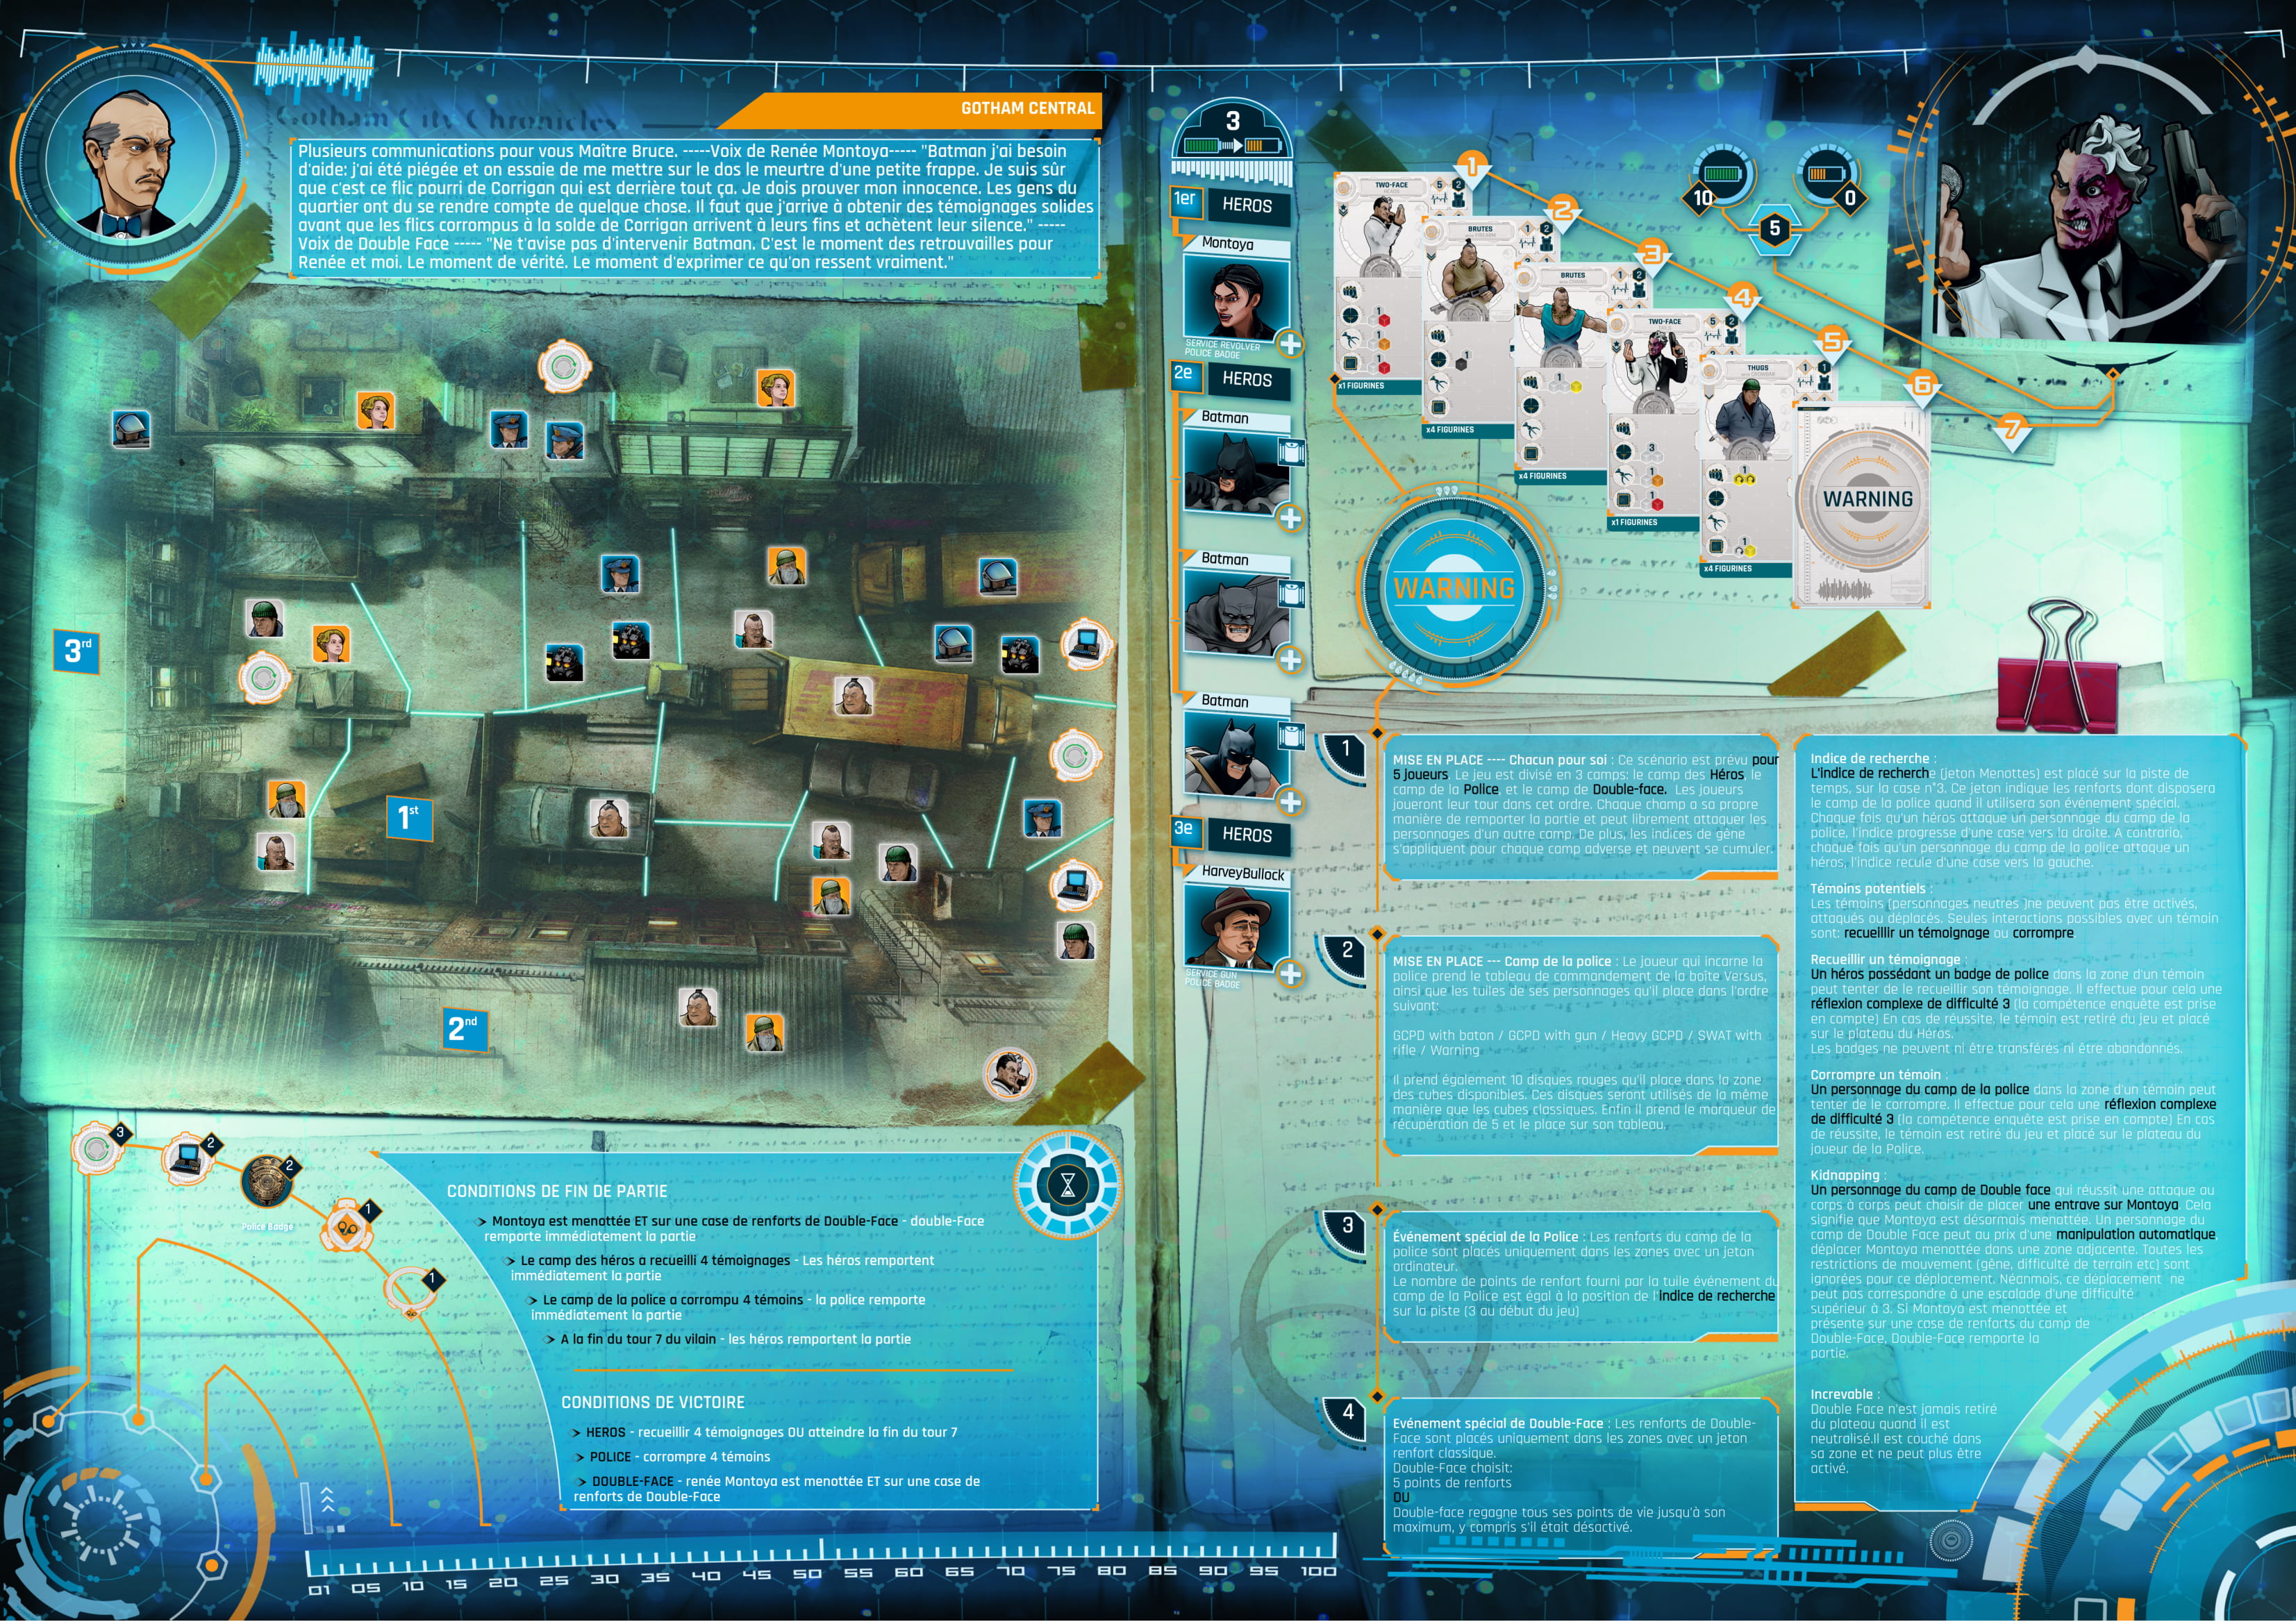 Gotham City Chronicles
GOTHAM CENTRAL
Plusieurs communications pour vous Maître Bruce. -----Voix de Renée Montoya----- "Batman j'ai besoin
d'aide: j'ai été piégée et on essaie de me mettre sur le dos le meurtre d'une petite frappe. Je suis sûr
que c'est ce flic pourri de Corrigan qui est derrière tout ça. Je dois prouver mon innocence. Les gens du
quartier ont du se rendre compte de quelque chose. Il faut que j'arrive à obtenir des témoignages solides
avant que les flics corrompus à la solde de Corrigan arrivent à leurs fins et achètent leur silence." -----
Voix de Double Face ----- "Ne t'avise pas d'intervenir Batman. C'est le moment des retrouvailles pour
Renée et moi. Le moment de vérité. Le moment d'exprimer ce qu'on ressent vraiment."
3rd
1st
2nd
3
2
2
Police Badge
1
1
CONDITIONS DE FIN DE PARTIE
> Montoya est menottée ET sur une case de renforts de Double-Face - double-Face
remporte immédiatement la partie
> Le camp des héros a recueilli 4 témoignages - Les héros remportent
immédiatement la partie
> Le camp de la police a corrompu 4 témoins - la police remporte
immédiatement la partie
> A la fin du tour 7 du vilain - les héros remportent la partie
CONDITIONS DE VICTOIRE
> HEROS - recueillir 4 témoignages OU atteindre la fin du tour 7
> POLICE - corrompre 4 témoins
> DOUBLE-FACE - renée Montoya est menottée ET sur une case de
renforts de Double-Face
01 05 10 15 20 25 30 35 40 45 50 55 60 65 70 75 80 85 90 95 100
3
1er HEROS
Montoya
SERVICE REVOLVER
POLICE BADGE
2e HEROS
Batman
Batman
Batman
3e HEROS
HarveyBullock
SERVICE GUN
POLICE BADGE
1
2
3
4
5
6
7
10
0
5
TWO-FACE
5 2
1
1
1
x1 FIGURINES
BRUTES
1 2
1
x4 FIGURINES
BRUTES
1 2
1
x4 FIGURINES
TWO-FACE
5 2
3
1
1
x1 FIGURINES
THUGS
1 1
1
1
x4 FIGURINES
WARNING
WARNING
1
MISE EN PLACE ---- Chacun pour soi : Ce scénario est prévu pour
5 joueurs. Le jeu est divisé en 3 camps: le camp des Héros, le
camp de la Police, et le camp de Double-face. Les joueurs
joueront leur tour dans cet ordre. Chaque champ a sa propre
manière de remporter la partie et peut librement attaquer les
personnages d'un autre camp. De plus, les indices de gêne
s'appliquent pour chaque camp adverse et peuvent se cumuler.
2
MISE EN PLACE --- Camp de la police : Le joueur qui incarne la
police prend le tableau de commandement de la boîte Versus,
ainsi que les tuiles de ses personnages qu'il place dans l'ordre
suivant:
GCPD with baton / GCPD with gun / Heavy GCPD / SWAT with
rifle / Warning
Il prend également 10 disques rouges qu'il place dans la zone
des cubes disponibles. Ces disques seront utilisés de la même
manière que les cubes classiques. Enfin il prend le marqueur de
récupération de 5 et le place sur son tableau.
3
Événement spécial de la Police : Les renforts du camp de la
police sont placés uniquement dans les zones avec un jeton
ordinateur.
Le nombre de points de renfort fourni par la tuile événement du
camp de la Police est égal à la position de l'indice de recherche
sur la piste (3 au début du jeu)
4
Evénement spécial de Double-Face : Les renforts de Double-
Face sont placés uniquement dans les zones avec un jeton
renfort classique.
Double-Face choisit:
5 points de renforts
OU
Double-face regagne tous ses points de vie jusqu'à son
maximum, y compris s'il était désactivé.
Indice de recherche :
L'indice de recherche (jeton Menottes) est placé sur la piste de
temps, sur la case n°3. Ce jeton indique les renforts dont disposera
le camp de la police quand il utilisera son événement spécial.
Chaque fois qu'un héros attaque un personnage du camp de la
police, l'indice progresse d'une case vers la droite. A contrario,
chaque fois qu'un personnage du camp de la police attaque un
héros, l'indice recule d'une case vers la gauche.
Témoins potentiels :
Les témoins (personnages neutres )ne peuvent pas être activés,
attaqués ou déplacés. Seules interactions possibles avec un témoin
sont: recueilllir un témoignage ou corrompre
Recueillir un témoignage :
Un héros possédant un badge de police dans la zone d'un témoin
peut tenter de le recueillir son témoignage. Il effectue pour cela une
réflexion complexe de difficulté 3 (la compétence enquête est prise
en compte) En cas de réussite, le témoin est retiré du jeu et placé
sur le plateau du Héros.
Les badges ne peuvent ni être transférés ni être abandonnés.
Corrompre un témoin :
Un personnage du camp de la police dans la zone d'un témoin peut
tenter de le corrompre. Il effectue pour cela une réflexion complexe
de difficulté 3 (la compétence enquête est prise en compte) En cas
de réussite, le témoin est retiré du jeu et placé sur le plateau du
joueur de la Police.
Kidnapping :
Un personnage du camp de Double face qui réussit une attaque au
corps à corps peut choisir de placer une entrave sur Montoya. Cela
signifie que Montoya est désormais menottée. Un personnage du
camp de Double Face peut au prix d'une manipulation automatique,
déplacer Montoya menottée dans une zone adjacente. Toutes les
restrictions de mouvement (gêne, difficulté de terrain etc) sont
ignorées pour ce déplacement. Néanmois, ce déplacement ne
peut pas correspondre à une escalade d'une difficulté
supérieur à 3. Si Montoya est menottée et
présente sur une case de renforts du camp de
Double-Face, Double-Face remporte la
partie.
Increvable :
Double Face n'est jamais retiré
du plateau quand il est
neutralisé.Il est couché dans
sa zone et ne peut plus être
activé.